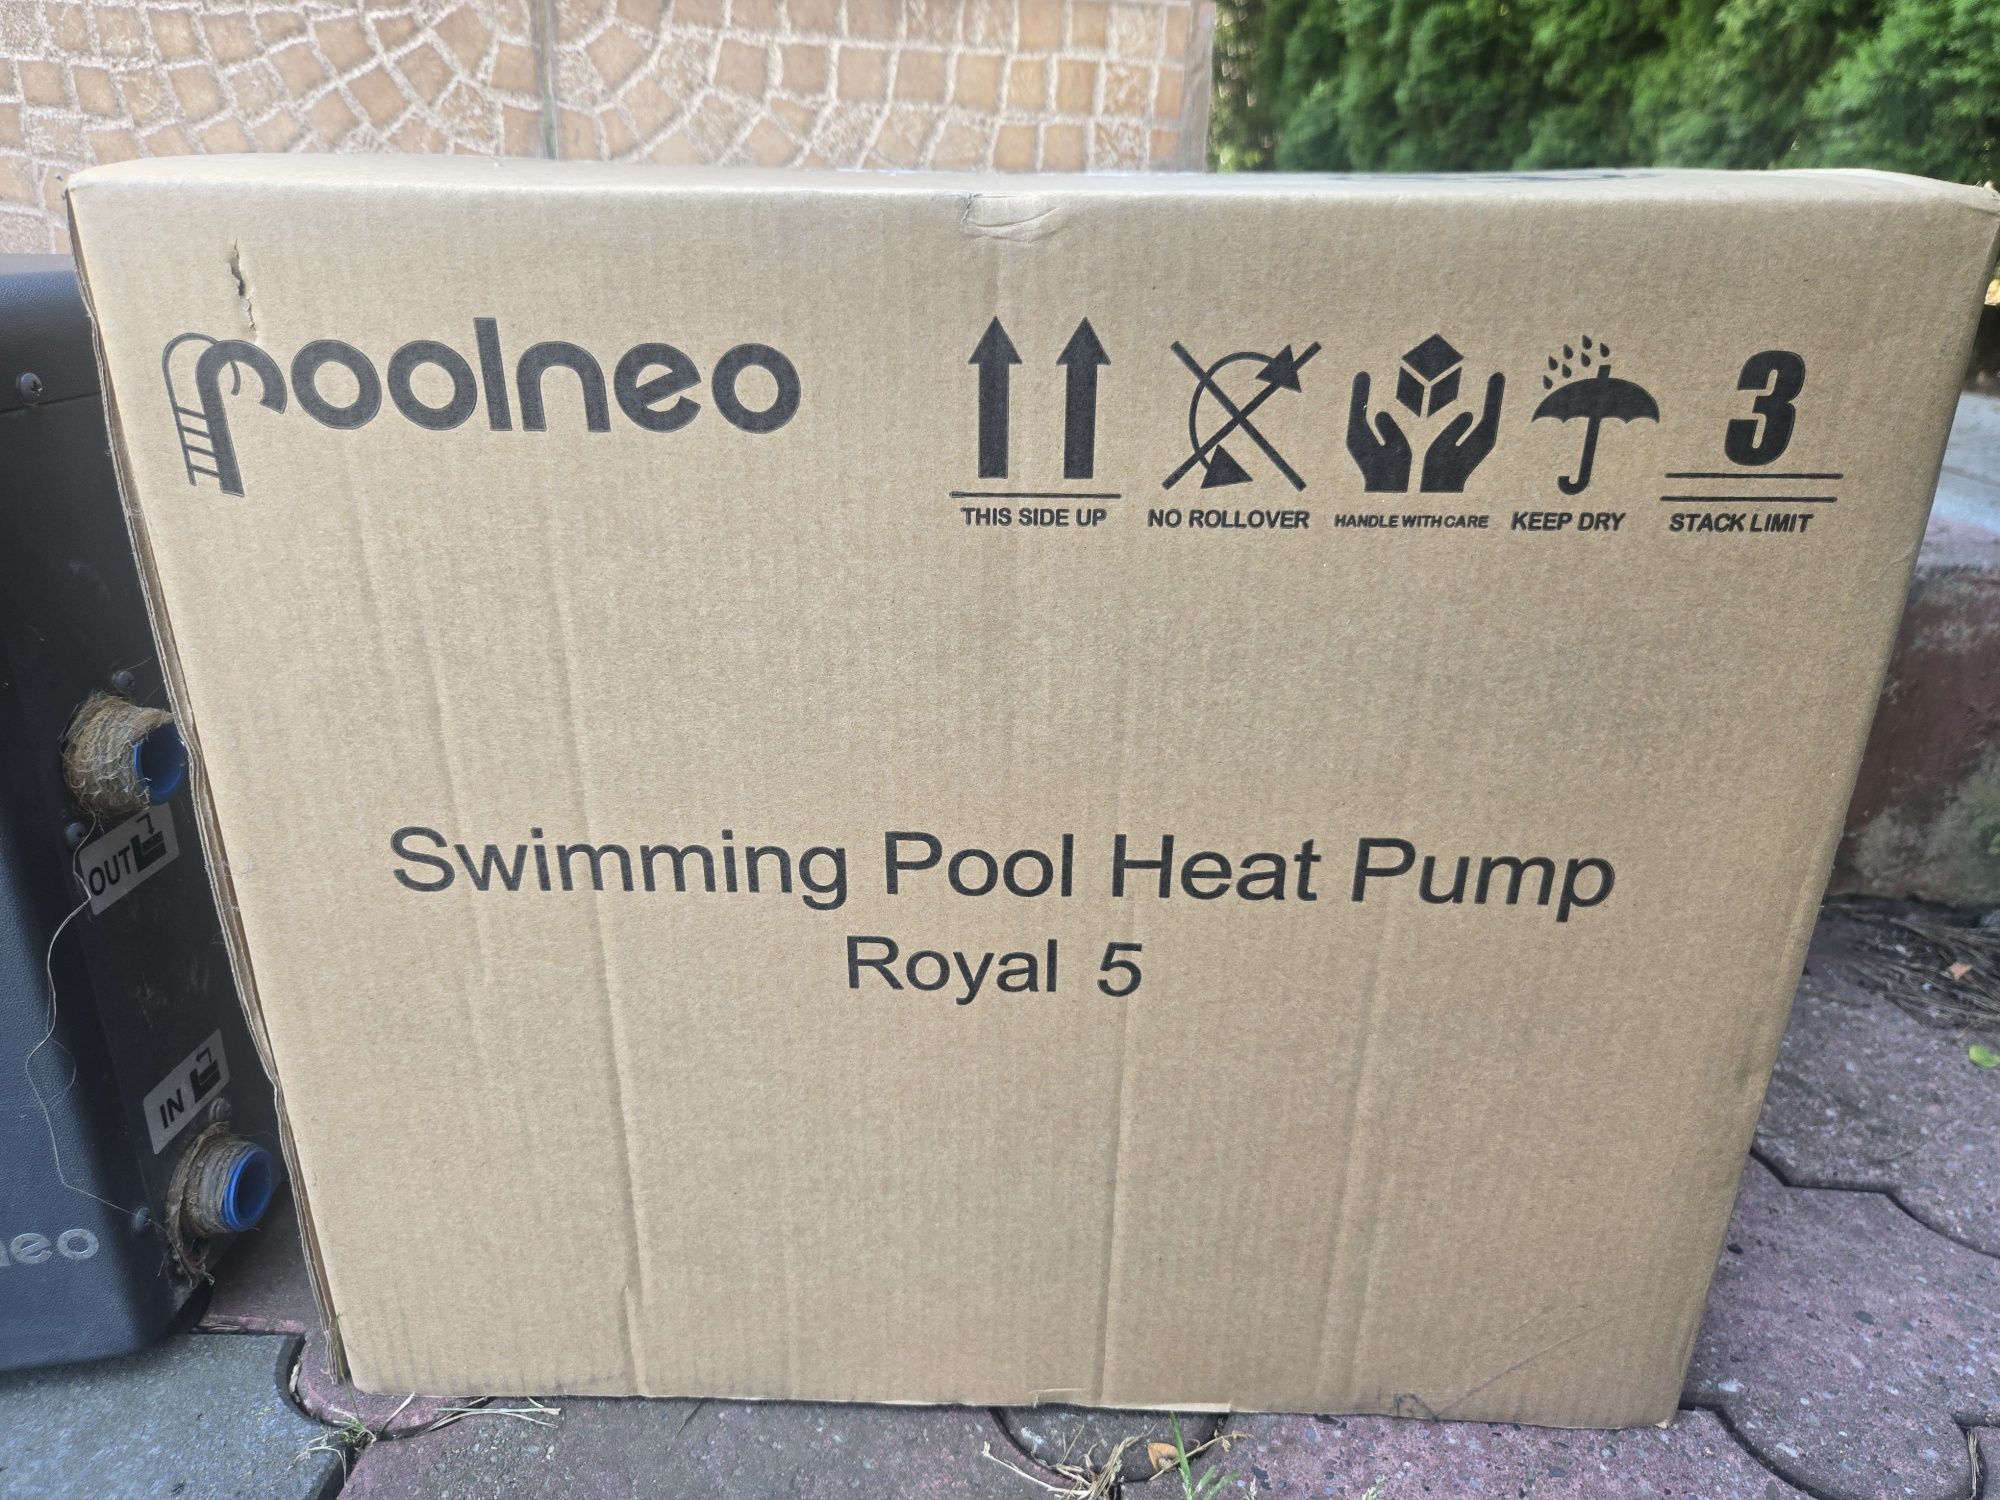 poolneo
3
THIS SIDE UP NO ROLLOVER HANDLE WITH CARE KEEP DRY STACK LIMIT
Swimming Pool Heat Pump
Royal 5
OUT
IN
neo